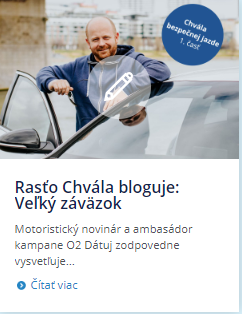 Chvála
bezpečnej jazde
1. časť
Rasťo Chvála bloguje:
Veľký záväzok
Motoristický novinár a ambasádor
kampane O2 Dátuj zodpovedne
vysvetľuje...
Čítať viac